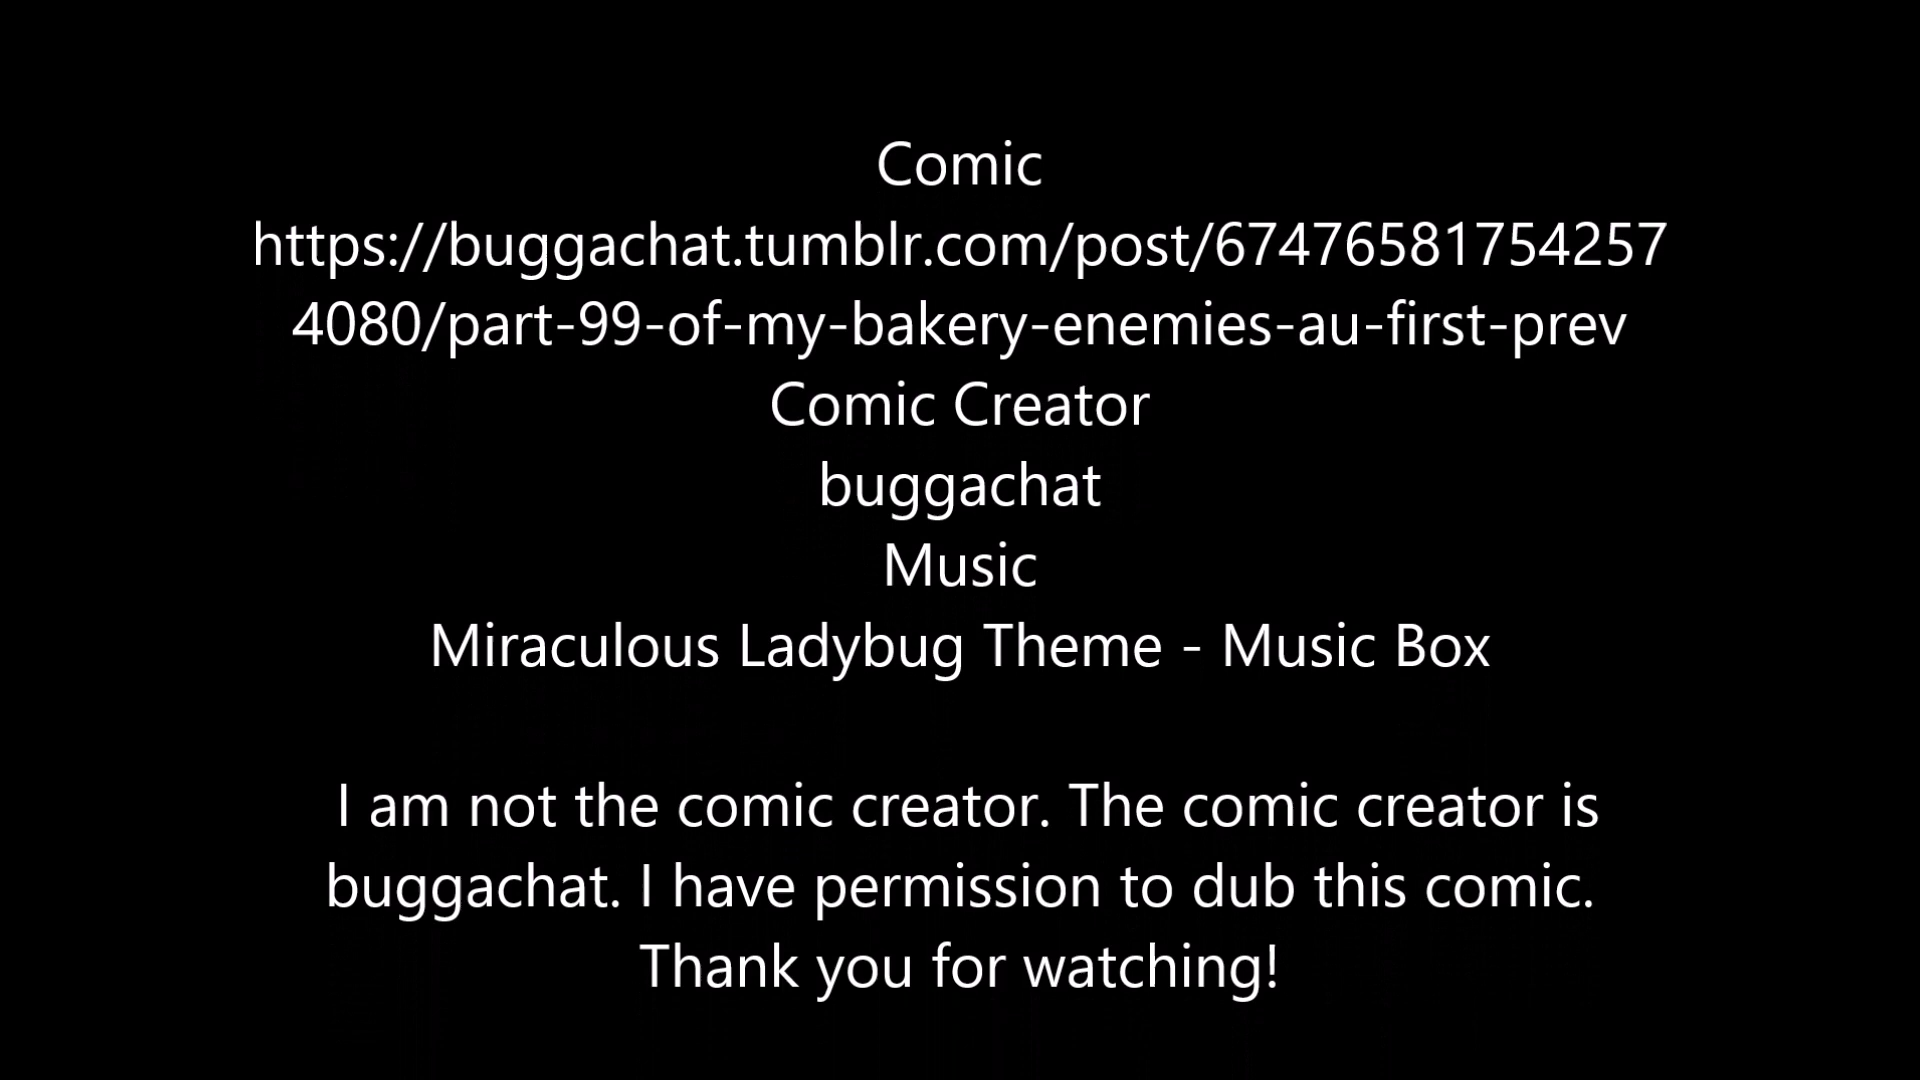 Comic
https://buggachat.tumblr.com/post/67476581754257
4080/part-99-of-my-bakery-enemies-au-first-prev
Comic Creator
buggachat
Music
Miraculous Ladybug Theme - Music Box
I am not the comic creator. The comic creator is
buggachat. I have permission to dub this comic.
Thank you for watching!